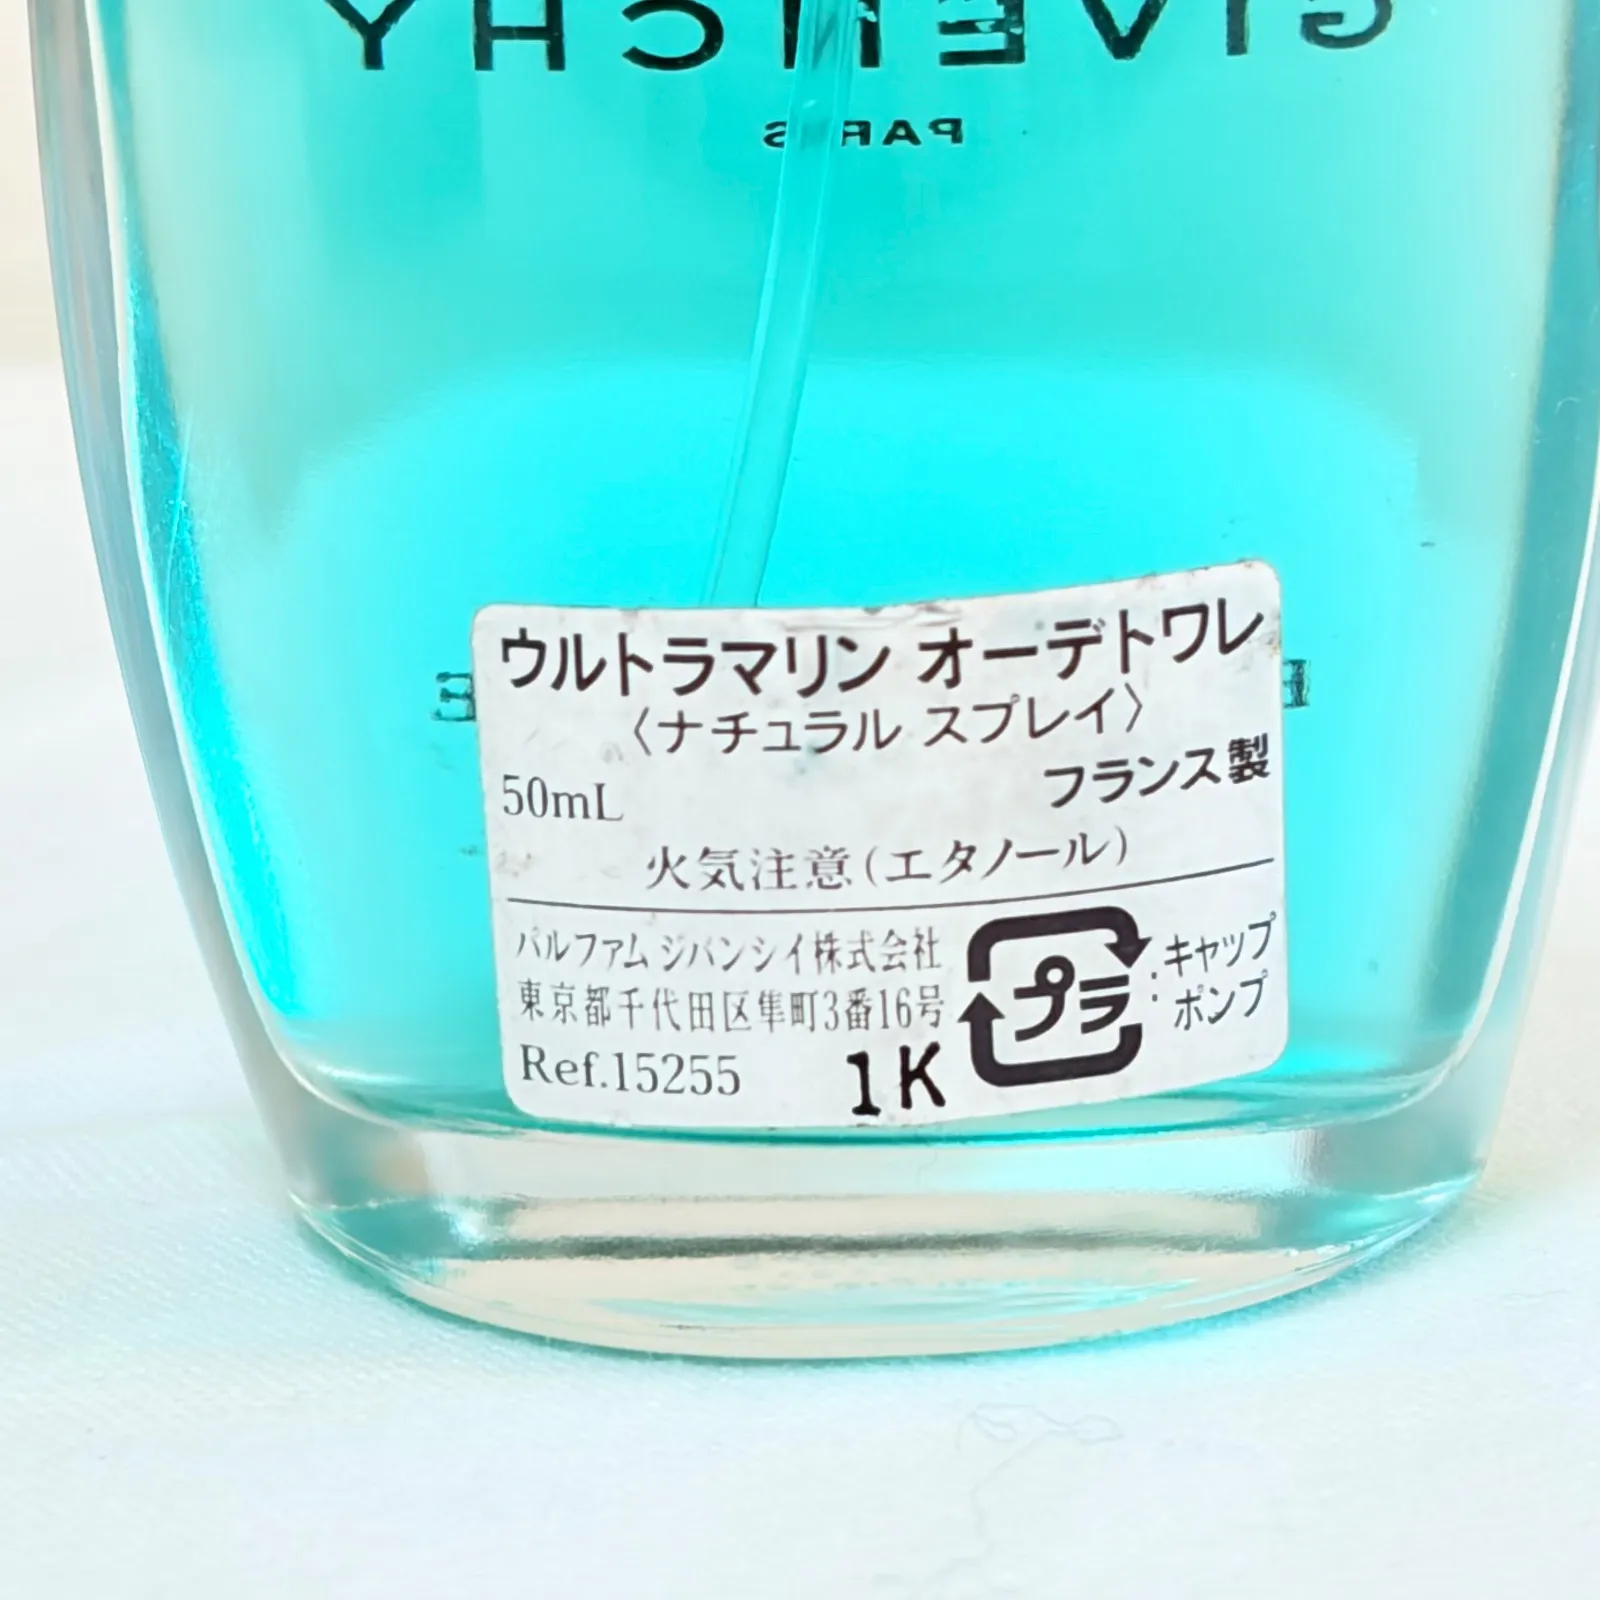 GIVENCHY
PARIS
ウルトラマリン オーデトワレ
〈ナチュラル スプレイ〉
50mL フランス製
火気注意(エタノール)
パルファム ジバンシイ株式会社
東京都千代田区隼町3番16号
Ref.15255 1K
プラ : キャップ
ポンプ